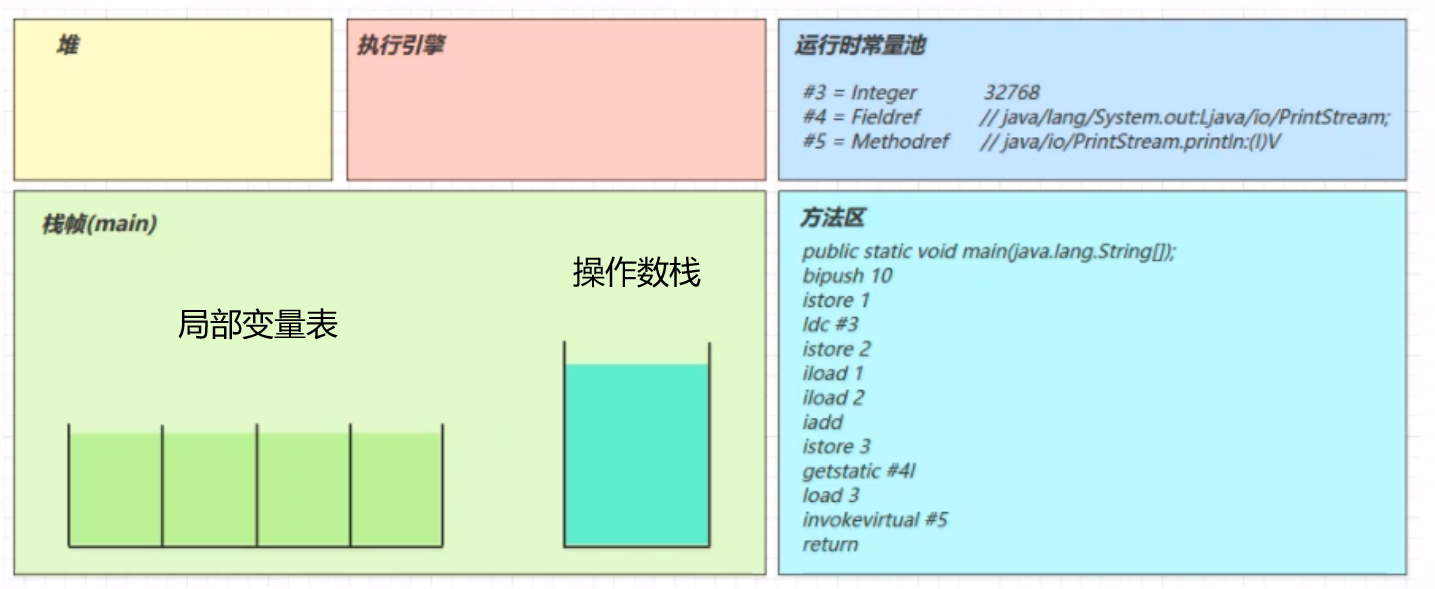 堆
执行引擎
运行时常量池
#3 = Integer 32768
#4 = Fieldref // java/lang/System.out:Ljava/io/PrintStream;
#5 = Methodref // java/io/PrintStream.println:(I)V
栈帧(main)
局部变量表
操作数栈
方法区
public static void main(java.lang.String[]);
bipush 10
istore 1
ldc #3
istore 2
iload 1
iload 2
iadd
istore 3
getstatic #4I
load 3
invokevirtual #5
return